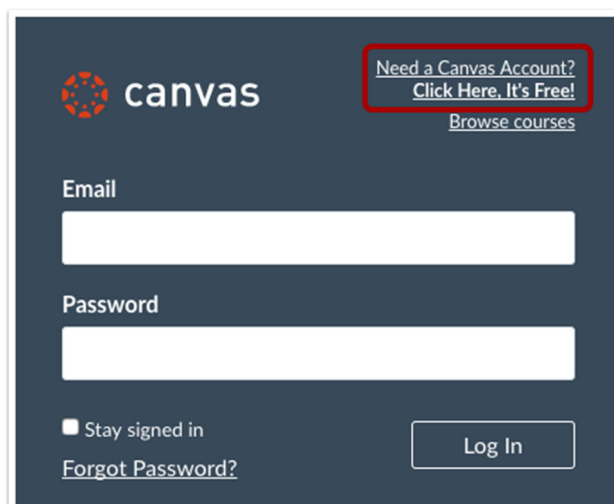 canvas
Need a Canvas Account?
Click Here, It's Free!
Browse courses
Email
Password
Stay signed in
Log In
Forgot Password?